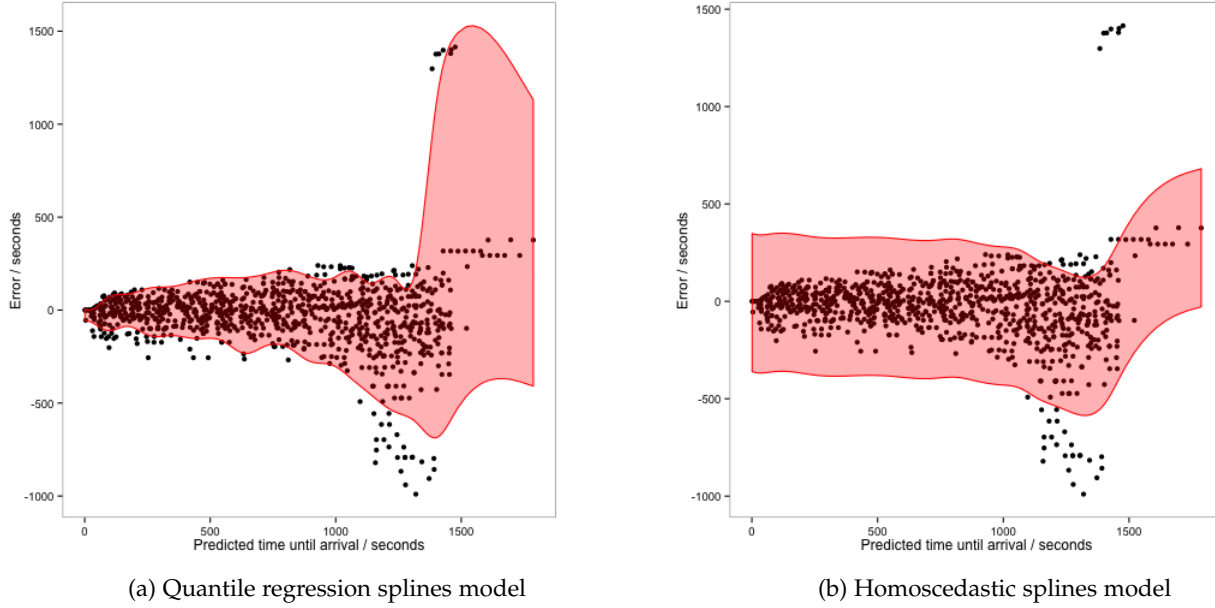 1500
1000
500
0
-500
-1000
Error / seconds
0 500 1000 1500
Predicted time until arrival / seconds
(a) Quantile regression splines model
1500
1000
500
0
-500
-1000
Error / seconds
0 500 1000 1500
Predicted time until arrival / seconds
(b) Homoscedastic splines model